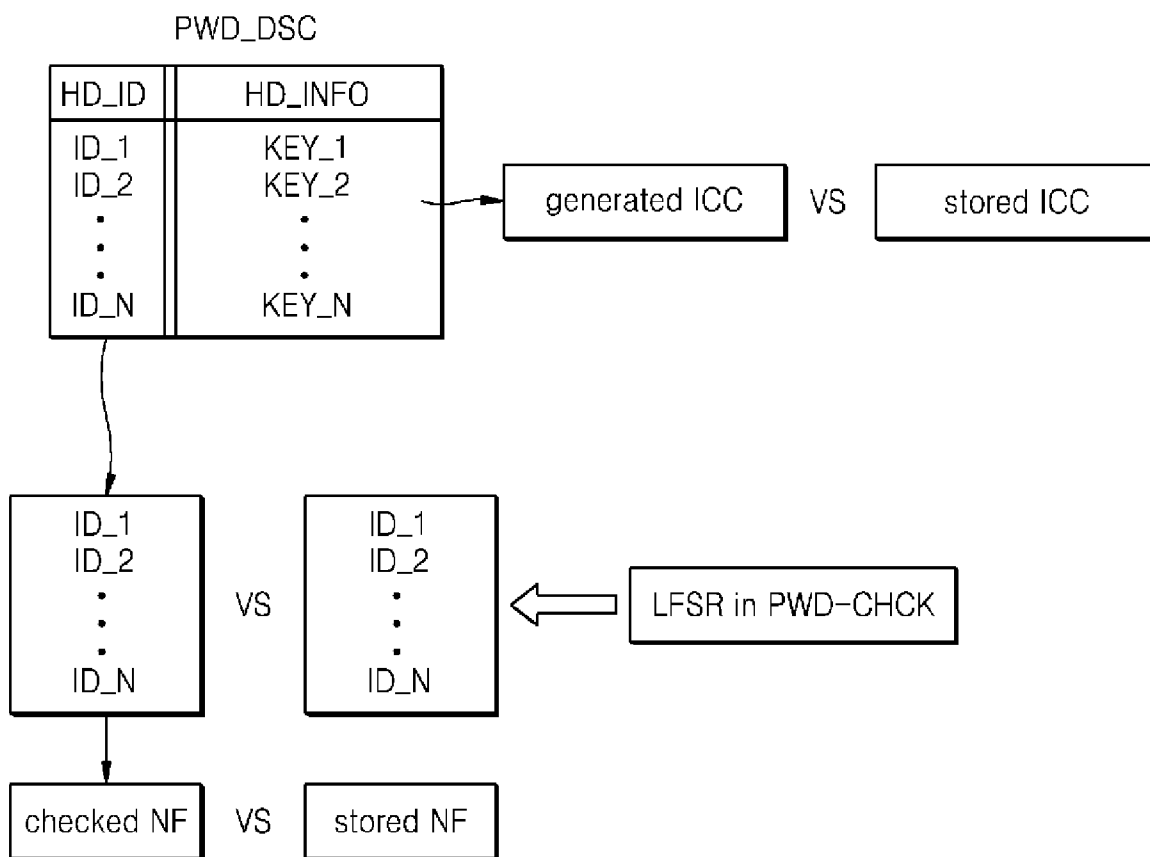 PWD_DSC
HD_ID HD_INFO
ID_1 KEY_1
ID_2 KEY_2
ID_N KEY_N
generated ICC VS stored ICC
ID_1
ID_2
ID_N
VS
ID_1
ID_2
ID_N
LFSR in PWD-CHCK
checked NF VS stored NF